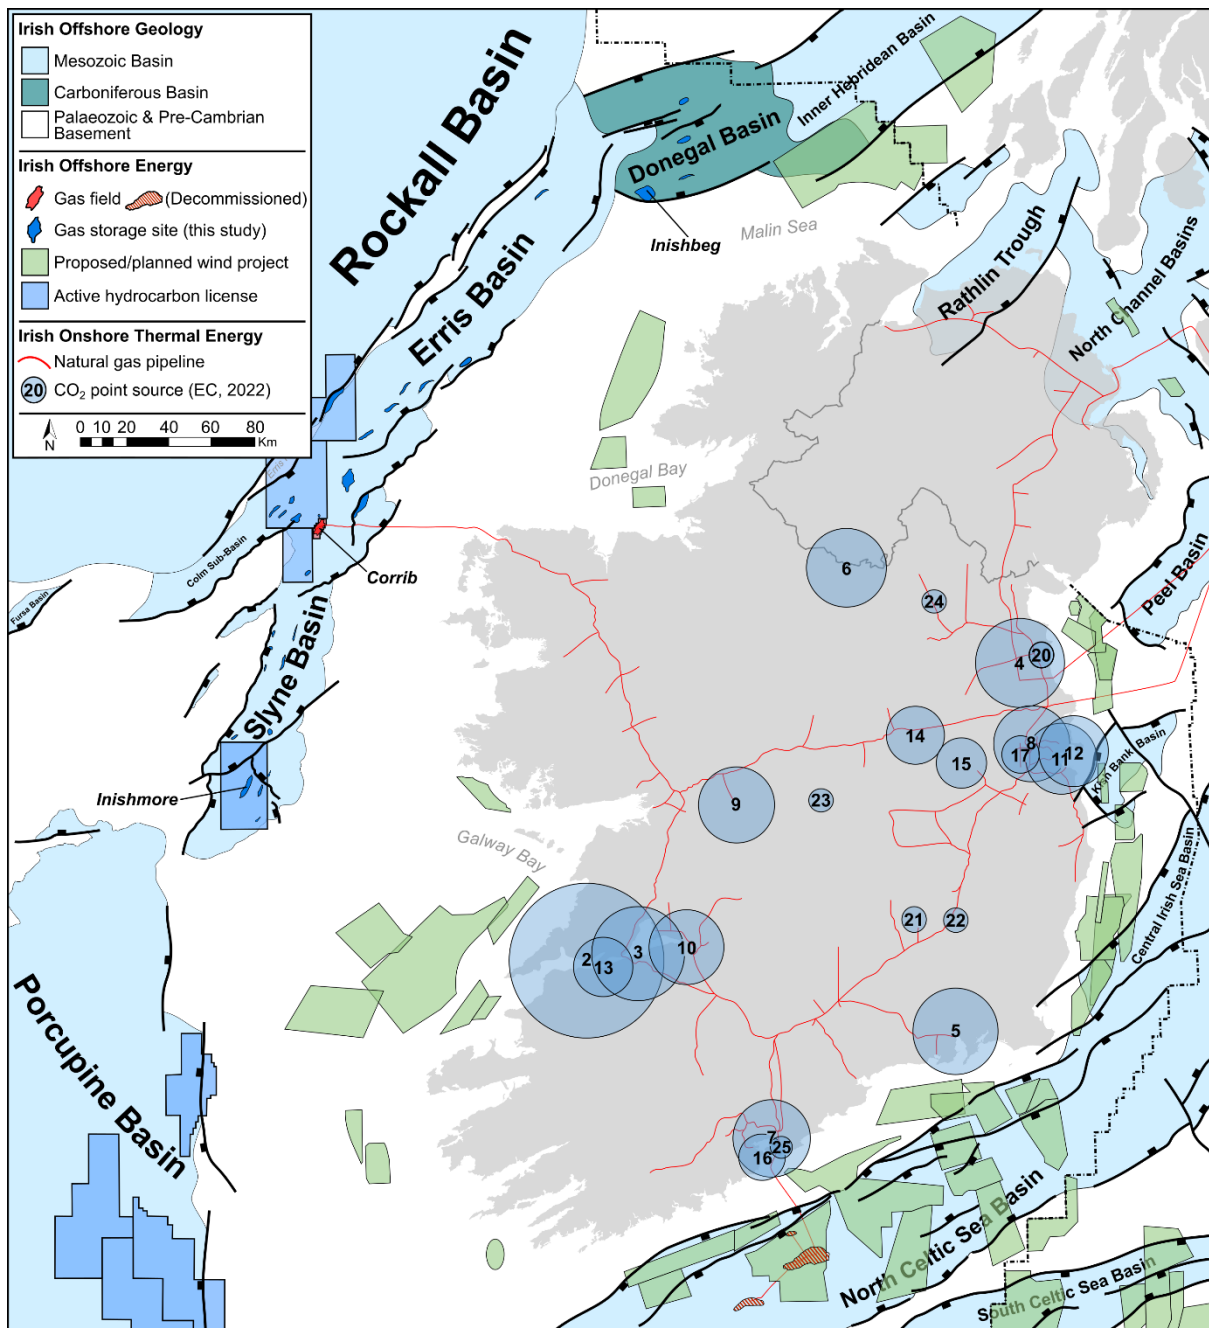 Irish Offshore Geology
Mesozoic Basin
Carboniferous Basin
Palaeozoic & Pre-Cambrian
Basement
Irish Offshore Energy
Gas field
(Decommissioned)
Gas storage site (this study)
Proposed/planned wind project
Active hydrocarbon license
Irish Onshore Thermal Energy
Natural gas pipeline
20
CO₂ point source (EC, 2022)
N
0 10 20 40 60 80
Km
Rockall Basin
Erris Basin
Donegal Basin
Inner Hebridean Basin
Inishbeg
Malin Sea
Rathlin Trough
North Channel Basins
Donegal Bay
Colm Sub-Basin
Corrib
Fursa Basin
Slyne Basin
Inishmore
Galway Bay
Peel Basin
6
24
4
20
14
15
8
17
11
12
Kish Bank Basin
9
23
Central Irish Sea Basin
2
13
3
10
21
22
5
7
16
25
Porcupine Basin
North Celtic Sea Basin
South Celtic Sea Basin